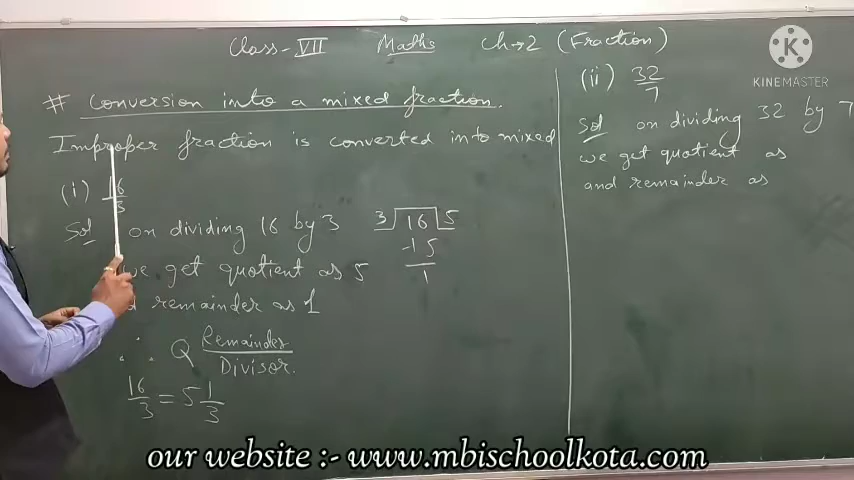 Class-VII Maths Ch→2 (Fraction)
# Conversion into a mixed fraction.
Improper fraction is converted into mixed
(i) 16/3
Sol on dividing 16 by 3
we get quotient as 5
remainder as 1
3 16 5
-15
1
∴ Q Remainder/Divisor.
16/3 = 5 1/3
(ii) 32/7
Sol on dividing 32 by 7
we get quotient as
and remainder as
KINEMASTER
our website :- www.mbischoolkota.com